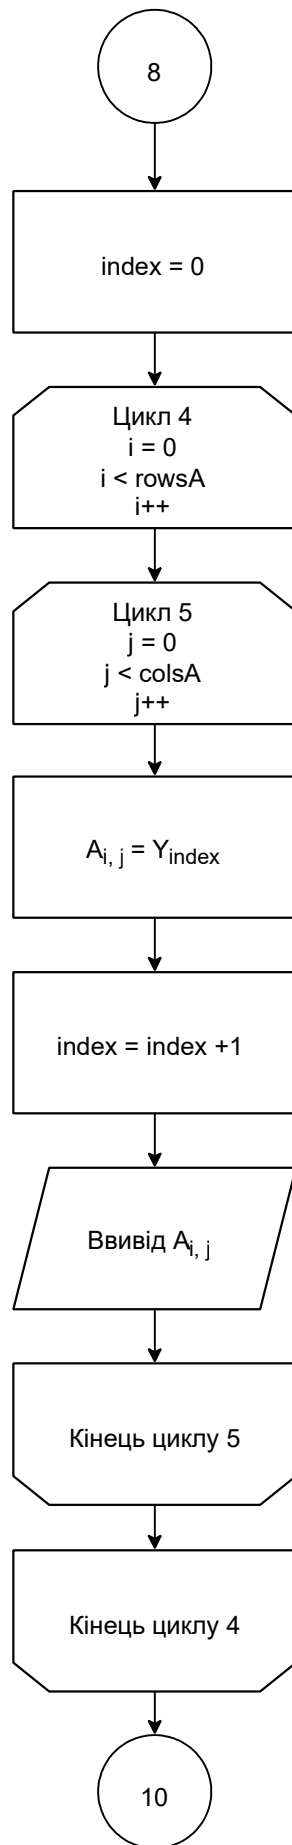 8
index = 0
Цикл 4
i = 0
i < rowsA
i++
Цикл 5
j = 0
j < colsA
j++
Ai, j = Yindex
index = index +1
Ввивід Ai, j
Кінець циклу 5
Кінець циклу 4
10